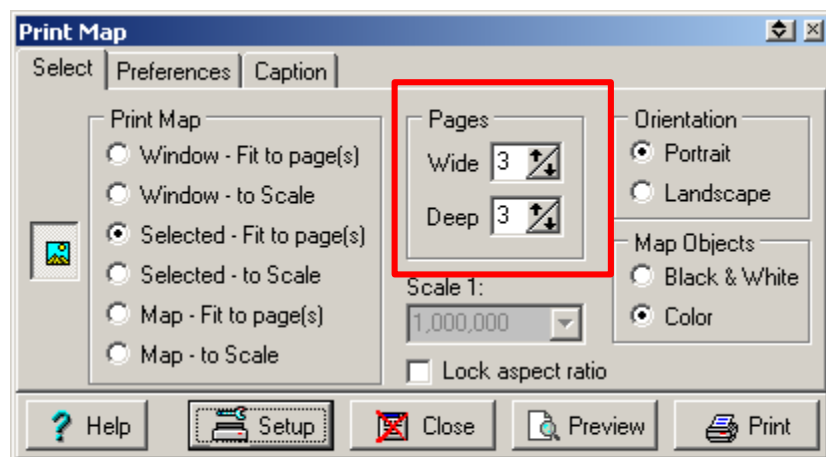 Print Map
Select Preferences Caption
Print Map
Window - Fit to page(s)
Window - to Scale
Selected - Fit to page(s)
Selected - to Scale
Map - Fit to page(s)
Map - to Scale
Pages
Wide 3
Deep 3
Scale 1:
1,000,000
Lock aspect ratio
Orientation
Portrait
Landscape
Map Objects
Black & White
Color
? Help Setup Close Preview Print